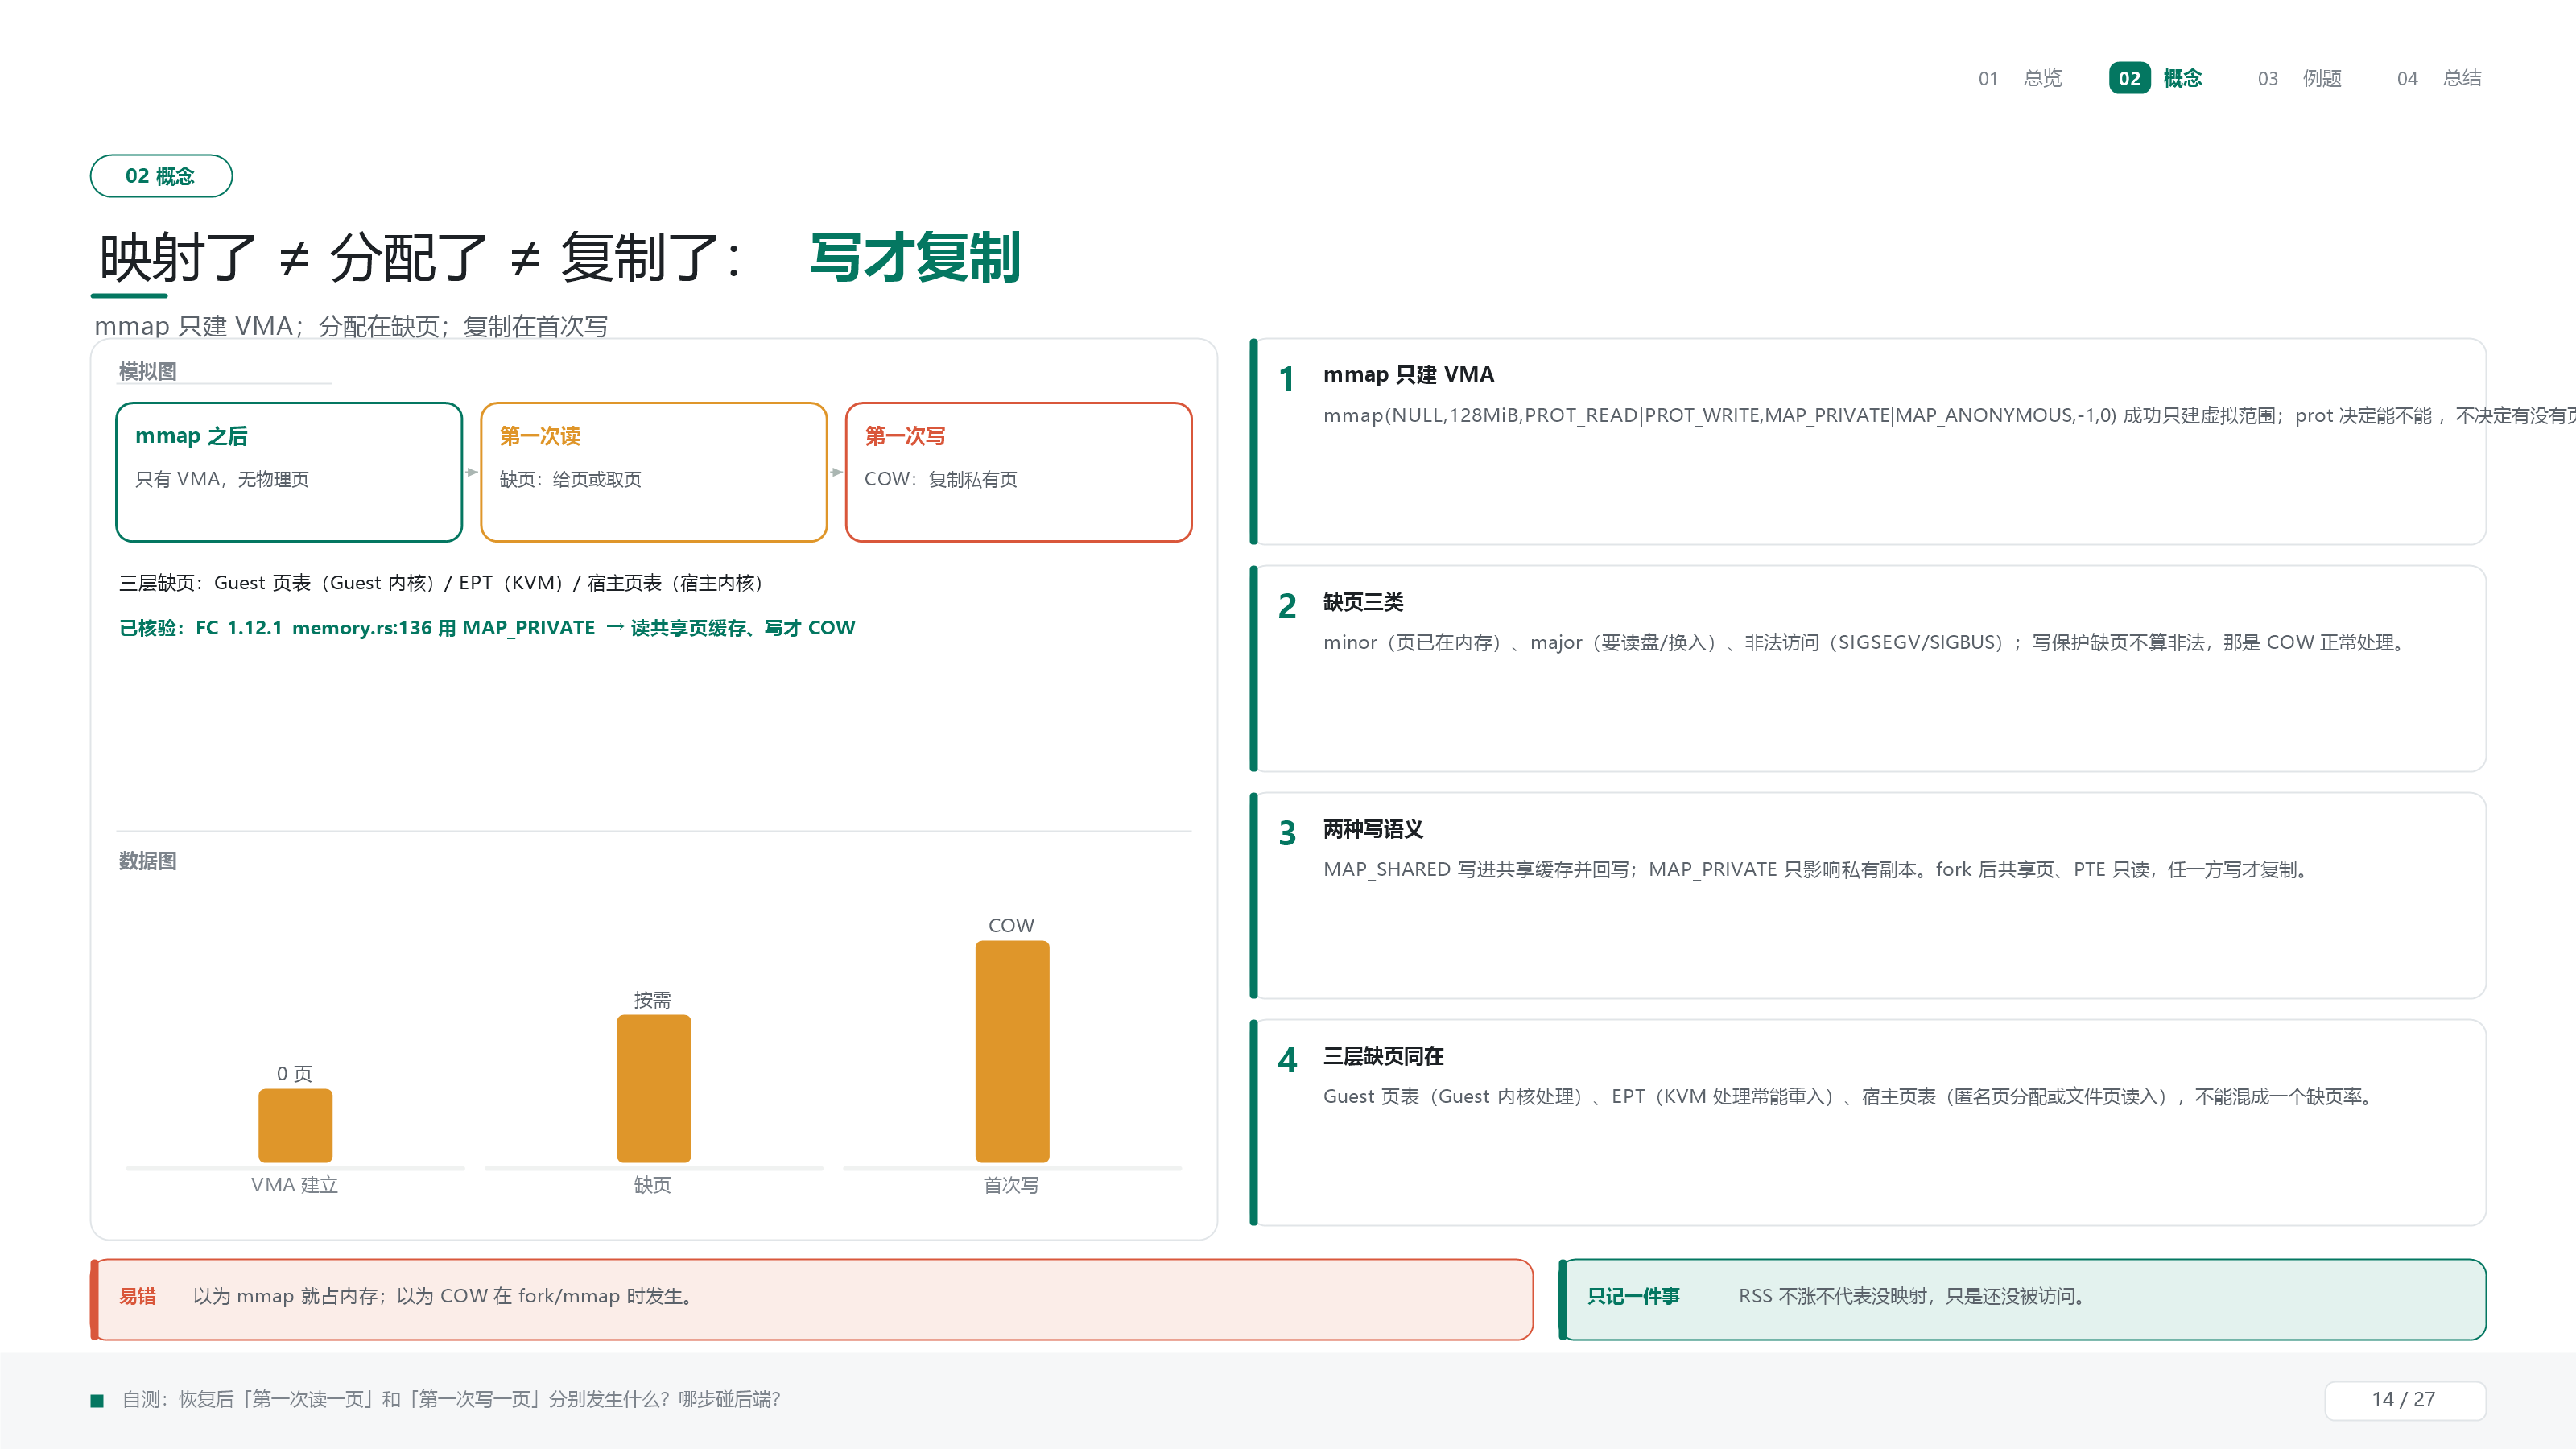 01 总览 02 概念 03 例题 04 总结
02 概念
映射了 ≠ 分配了 ≠ 复制了： 写才复制
mmap 只建 VMA；分配在缺页；复制在首次写
模拟图
mmap 之后
只有 VMA，无物理页
第一次读
缺页：给页或取页
第一次写
COW：复制私有页
三层缺页：Guest 页表（Guest 内核）/ EPT（KVM）/ 宿主页表（宿主内核）
已核验：FC 1.12.1 memory.rs:136 用 MAP_PRIVATE → 读共享页缓存、写才 COW
数据图
0 页
按需
COW
VMA 建立
缺页
首次写
1 mmap 只建 VMA
mmap(NULL,128MiB,PROT_READ|PROT_WRITE,MAP_PRIVATE|MAP_ANONYMOUS,-1,0) 成功只建虚拟范围；prot 决定能不能，不决定有没有
2 缺页三类
minor（页已在内存）、major（要读盘/换入）、非法访问（SIGSEGV/SIGBUS）；写保护缺页不算非法，那是 COW 正常处理。
3 两种写语义
MAP_SHARED 写进共享缓存并回写；MAP_PRIVATE 只影响私有副本。fork 后共享页、PTE 只读，任一方写才复制。
4 三层缺页同在
Guest 页表（Guest 内核处理）、EPT（KVM 处理常能重入）、宿主页表（匿名页分配或文件页读入），不能混成一个缺页率。
易错 以为 mmap 就占内存；以为 COW 在 fork/mmap 时发生。
只记一件事 RSS 不涨不代表没映射，只是还没被访问。
自测：恢复后「第一次读一页」和「第一次写一页」分别发生什么？哪步碰后端？
14 / 27